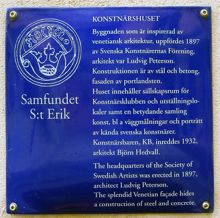 Samfundet
S:t Erik
KONSTNÄRSHUSET
Byggnaden som är inspirerad av
venetiansk arkitektur, uppfördes 1897
av Svenska Konstnärernas Förening,
arkitekt var Ludvig Peterson.
Konstruktionen är av stål och betong,
fasaden av portlandsten.
Huset innehåller sällskapsrum för
Konstnärsklubben och utställningslo-
kaler samt en betydande samling
konst, bl a väggmålningar och porträtt
av kända svenska konstnärer.
Konstnärsbaren, KB, inreddes 1932,
arkitekt Björn Hedvall.
The headquarters of the Society of
Swedish Artists was erected in 1897,
architect Ludvig Peterson.
The splendid Venetian façade hides
a construction of steel and concrete.